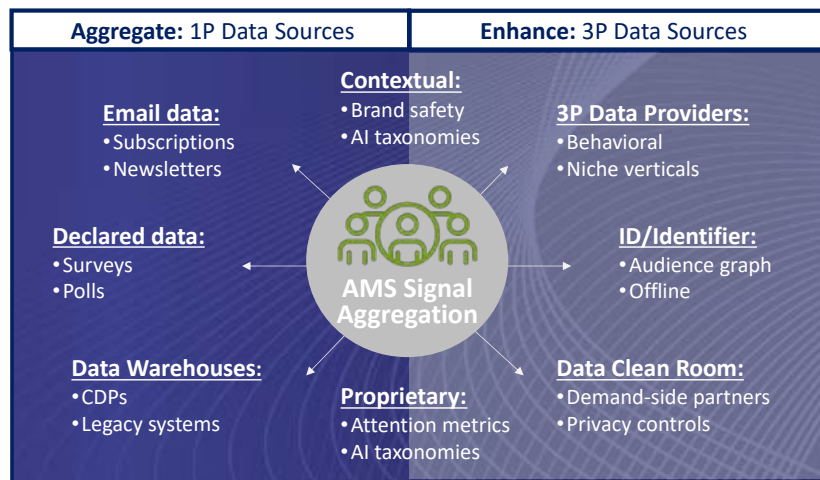 Aggregate: 1P Data Sources
Enhance: 3P Data Sources
Contextual:
•Brand safety
•AI taxonomies
Email data:
•Subscriptions
•Newsletters
3P Data Providers:
•Behavioral
•Niche verticals
Declared data:
•Surveys
•Polls
AMS Signal
Aggregation
ID/Identifier:
•Audience graph
•Offline
Data Warehouses:
•CDPs
•Legacy systems
Proprietary:
•Attention metrics
•AI taxonomies
Data Clean Room:
•Demand-side partners
•Privacy controls